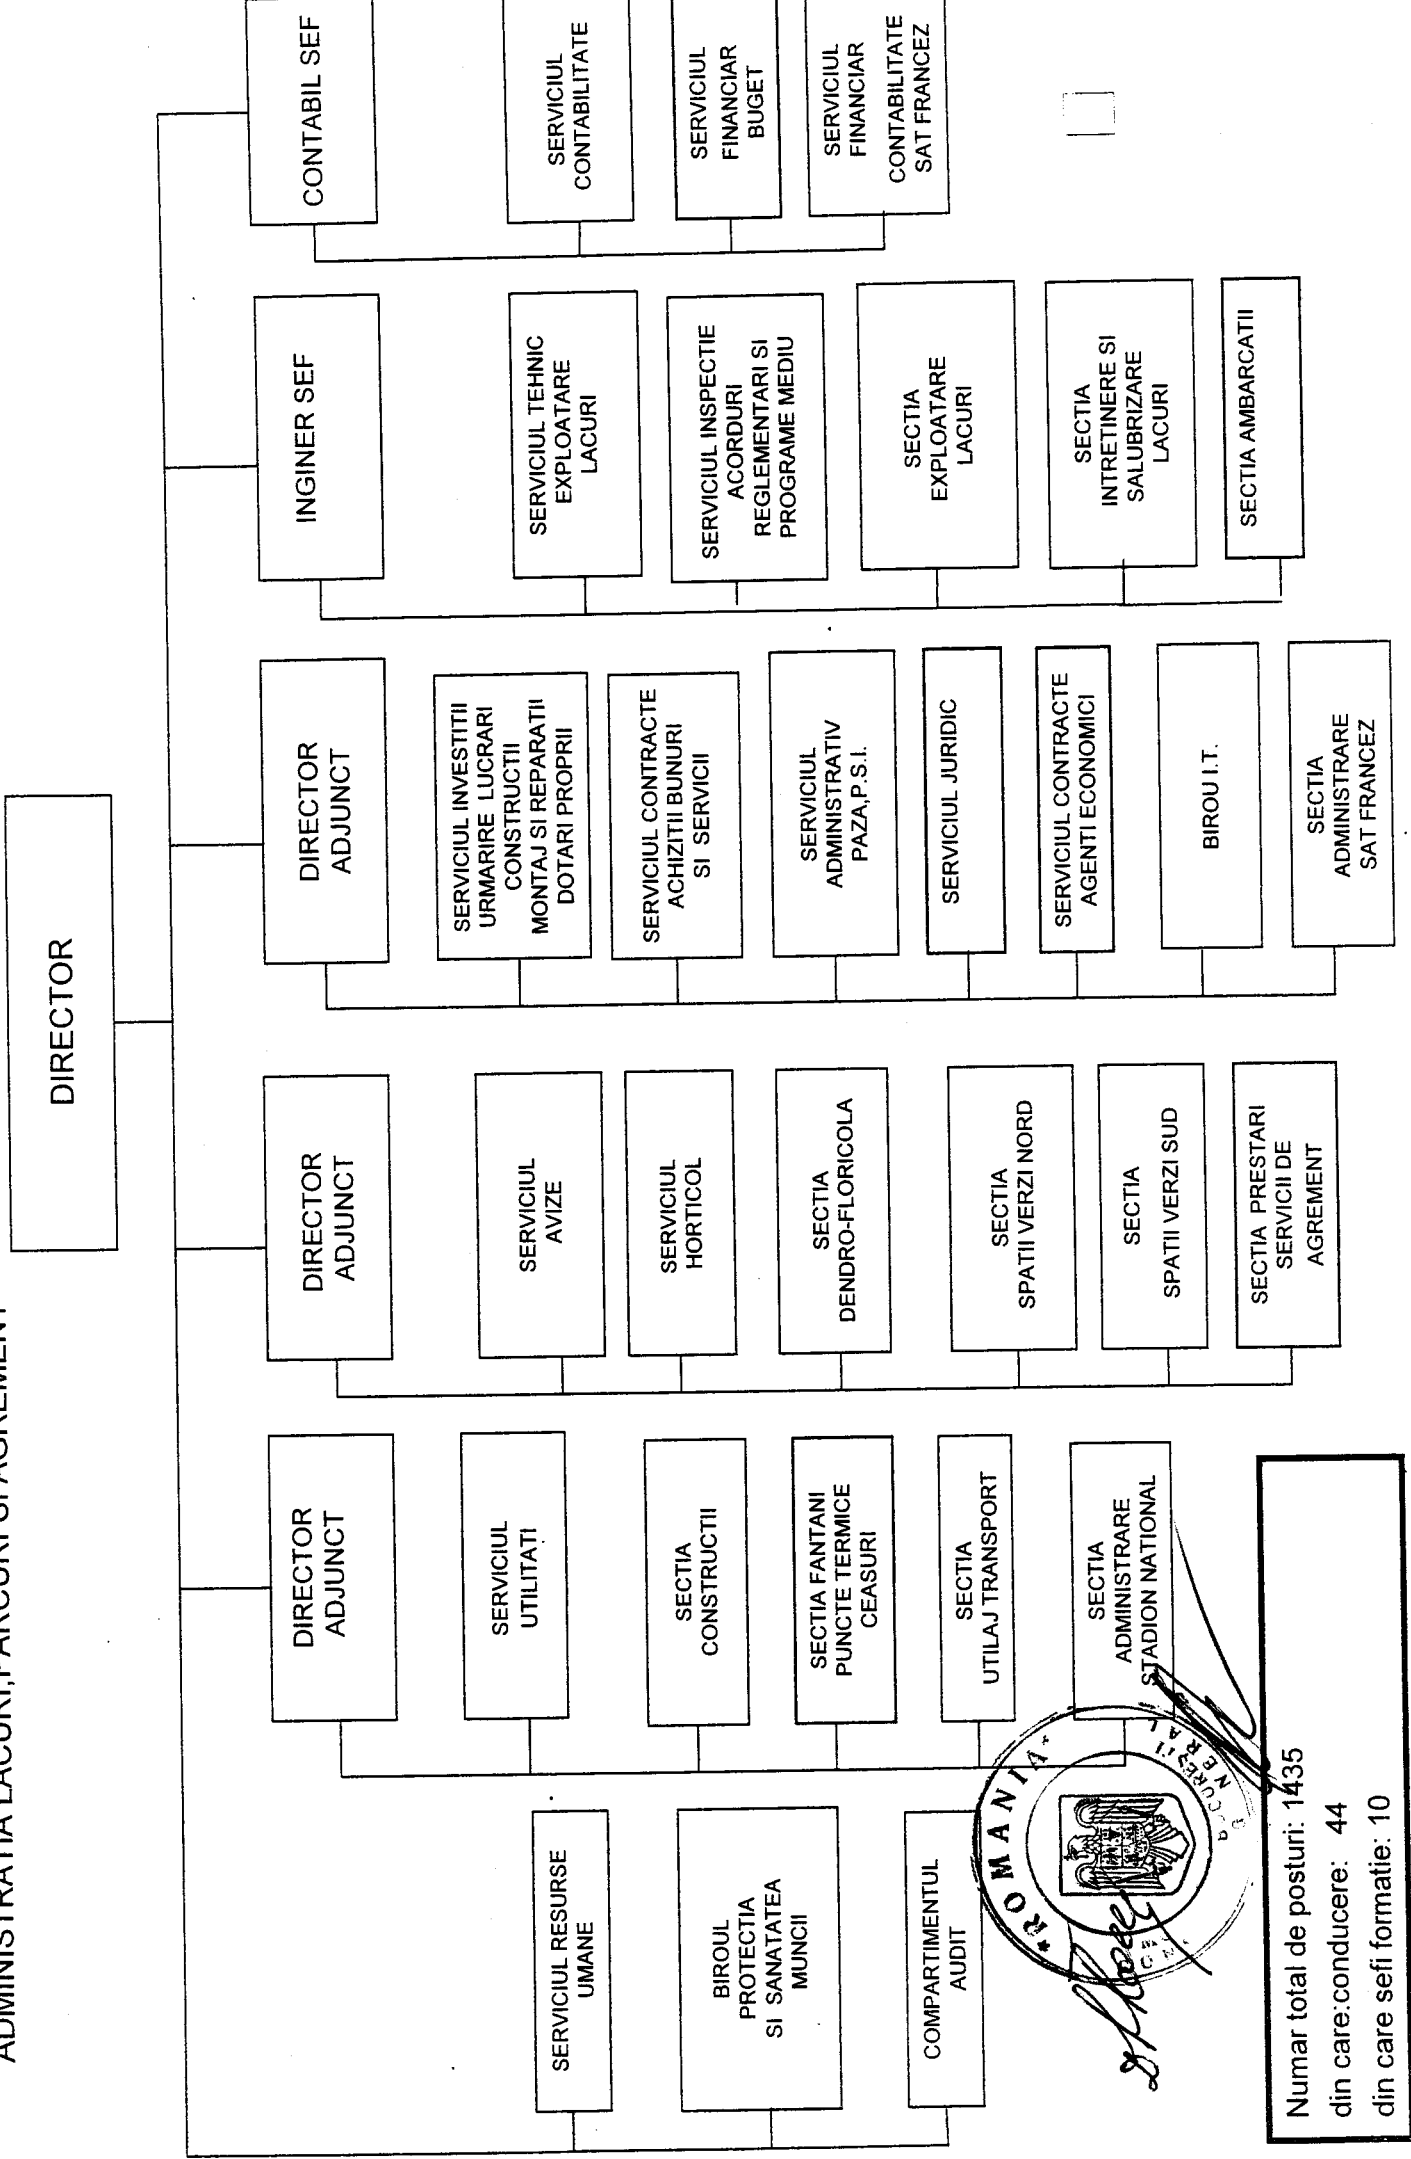 ADMINISTRATIA LACURI, PARCURI SI AGREMENT
DIRECTOR
DIRECTOR
ADJUNCT
DIRECTOR
ADJUNCT
DIRECTOR
ADJUNCT
INGINER SEF
CONTABIL SEF
SERVICIUL RESURSE
UMANE
BIROUL
PROTECTIA
SI SANATATEA
MUNCII
COMPARTIMENTUL
AUDIT
SERVICIUL
UTILITATI
SECTIA
CONSTRUCTII
SECTIA FANTANI
PUNCTE TERMICE
CEASURI
SECTIA
UTILAJ TRANSPORT
SECTIA
ADMINISTRARE
STADION NATIONAL
SERVICIUL
AVIZE
SERVICIUL
HORTICOL
SECTIA
DENDRO-FLORICOLA
SECTIA
SPATII VERZI NORD
SECTIA
SPATII VERZI SUD
SECTIA PRESTARI
SERVICII DE
AGREMENT
SERVICIUL INVESTITII
URMARIRE LUCRARI
CONSTRUCTII
MONTAJ SI REPARATII
DOTARI PROPRII
SERVICIUL CONTRACTE
ACHIZITII BUNURI
SI SERVICII
SERVICIUL
ADMINISTRATIV
PAZA,P.S.I.
SERVICIUL JURIDIC
SERVICIUL CONTRACTE
AGENTI ECONOMICI
BIROU I.T.
SECTIA
ADMINISTRARE
SAT FRANCEZ
SERVICIUL TEHNIC
EXPLOATARE
LACURI
SERVICIUL INSPECTIE
ACORDURI
REGLEMENTARI SI
PROGRAME MEDIU
SECTIA
EXPLOATARE
LACURI
SECTIA
INTRETINERE SI
SALUBRIZARE
LACURI
SECTIA AMBARCATII
SERVICIUL
CONTABILITATE
SERVICIUL
FINANCIAR
BUGET
SERVICIUL
FINANCIAR
CONTABILITATE
SAT FRANCEZ
*ROMANIA*
Numar total de posturi: 1435
din care:conducere: 44
din care sefi formatie: 10